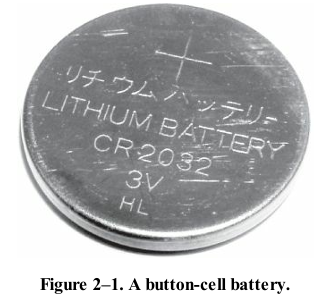 +
リチウムバッテリー
LITHIUM BATTERY
CR2032
3V
HL
Figure 2–1. A button-cell battery.